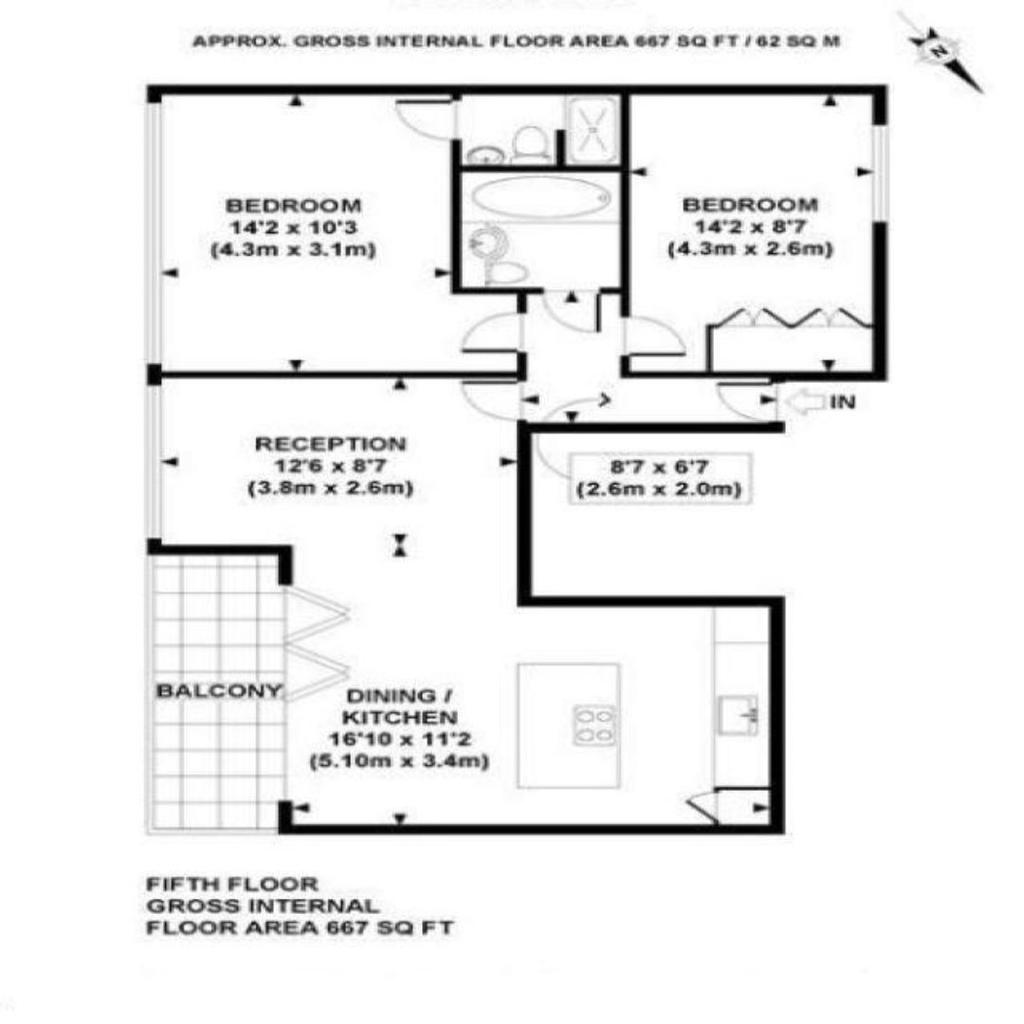 APPROX. GROSS INTERNAL FLOOR AREA 667 SQ FT / 62 SQ M
N
BEDROOM
14'2 x 10'3
(4.3m x 3.1m)
BEDROOM
14'2 x 8'7
(4.3m x 2.6m)
IN
RECEPTION
12'6 x 8'7
(3.8m x 2.6m)
8'7 x 6'7
(2.6m x 2.0m)
BALCONY
DINING /
KITCHEN
16'10 x 11'2
(5.10m x 3.4m)
FIFTH FLOOR
GROSS INTERNAL
FLOOR AREA 667 SQ FT